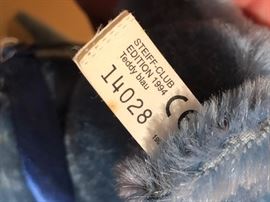 STEIFF-CLUB
EDITION 1994
Teddy blau
14028
CE